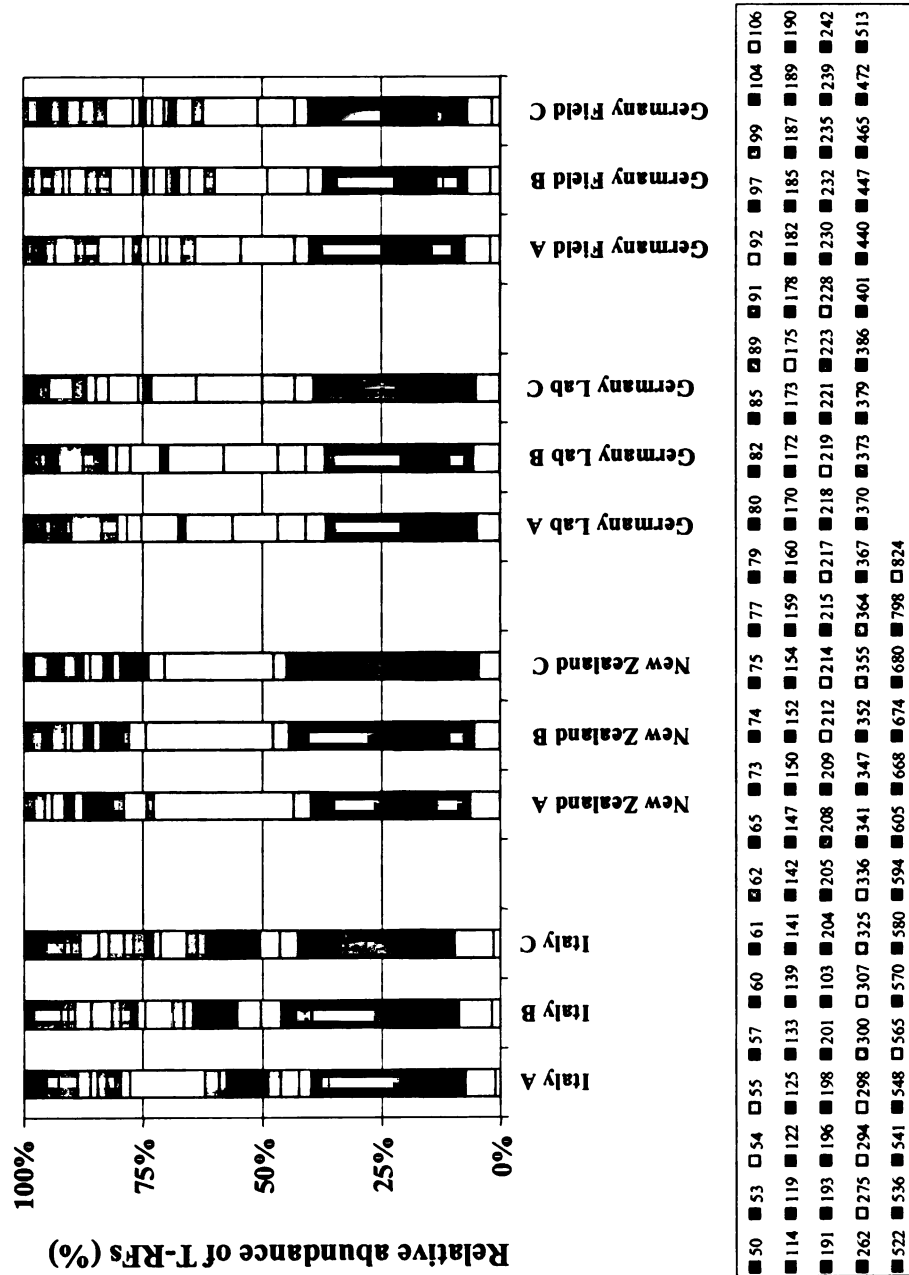 Relative abundance of T-RFs (%)
100%
75%
50%
25%
0%
Italy A
Italy B
Italy C
New Zealand A
New Zealand B
New Zealand C
Germany Lab A
Germany Lab B
Germany Lab C
Germany Field A
Germany Field B
Germany Field C
50 53 54 55 57 60 61 62 65 73 74 75 77 79 80 82 85 89 91 92 97 99 104 106
114 119 122 125 133 139 141 142 147 150 152 154 159 160 170 172 173 175 178 182 185 187 189 190
191 193 196 198 201 103 204 205 208 209 212 214 215 217 218 219 221 223 228 230 232 235 239 242
262 275 294 298 300 307 325 336 341 347 352 355 364 367 370 373 379 386 401 440 447 465 472 513
522 536 541 548 565 570 580 594 605 668 674 680 798 824